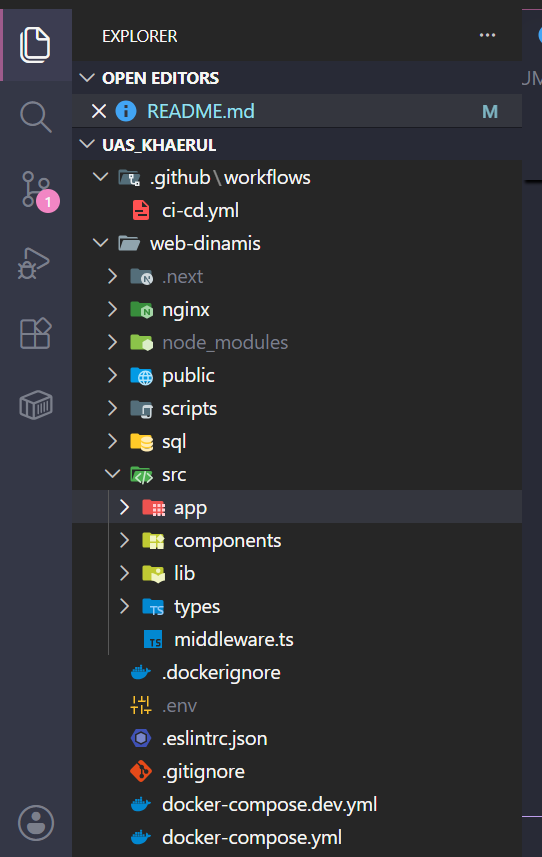 EXPLORER
OPEN EDITORS
README.md M
UAS_KHAERUL
.github\workflows
ci-cd.yml
web-dinamis
.next
nginx
node_modules
public
scripts
sql
src
app
components
lib
TS types
TS middleware.ts
.dockerignore
.env
.eslintrc.json
.gitignore
docker-compose.dev.yml
docker-compose.yml
1